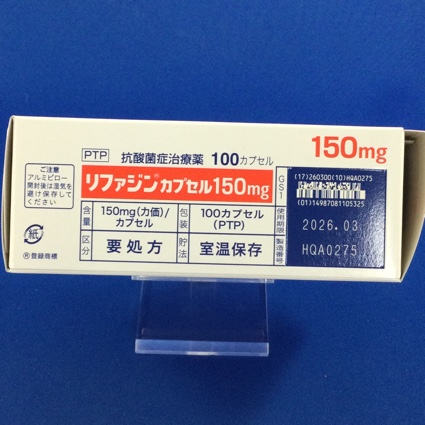 PTP 抗酸菌症治療薬 100カプセル 150mg
ご注意
アルミピロー
開封後は湿気を
避け保存して
ください
リファジン®カプセル150mg
含量 150mg(力価)/カプセル
包装 100カプセル(PTP)
区分 要処方
貯法 室温保存
紙
®登録商標
GS1
(17)260300(10)HQA0275
(01)14987081105325
使用期限 2026.03
製造番号 HQA0275